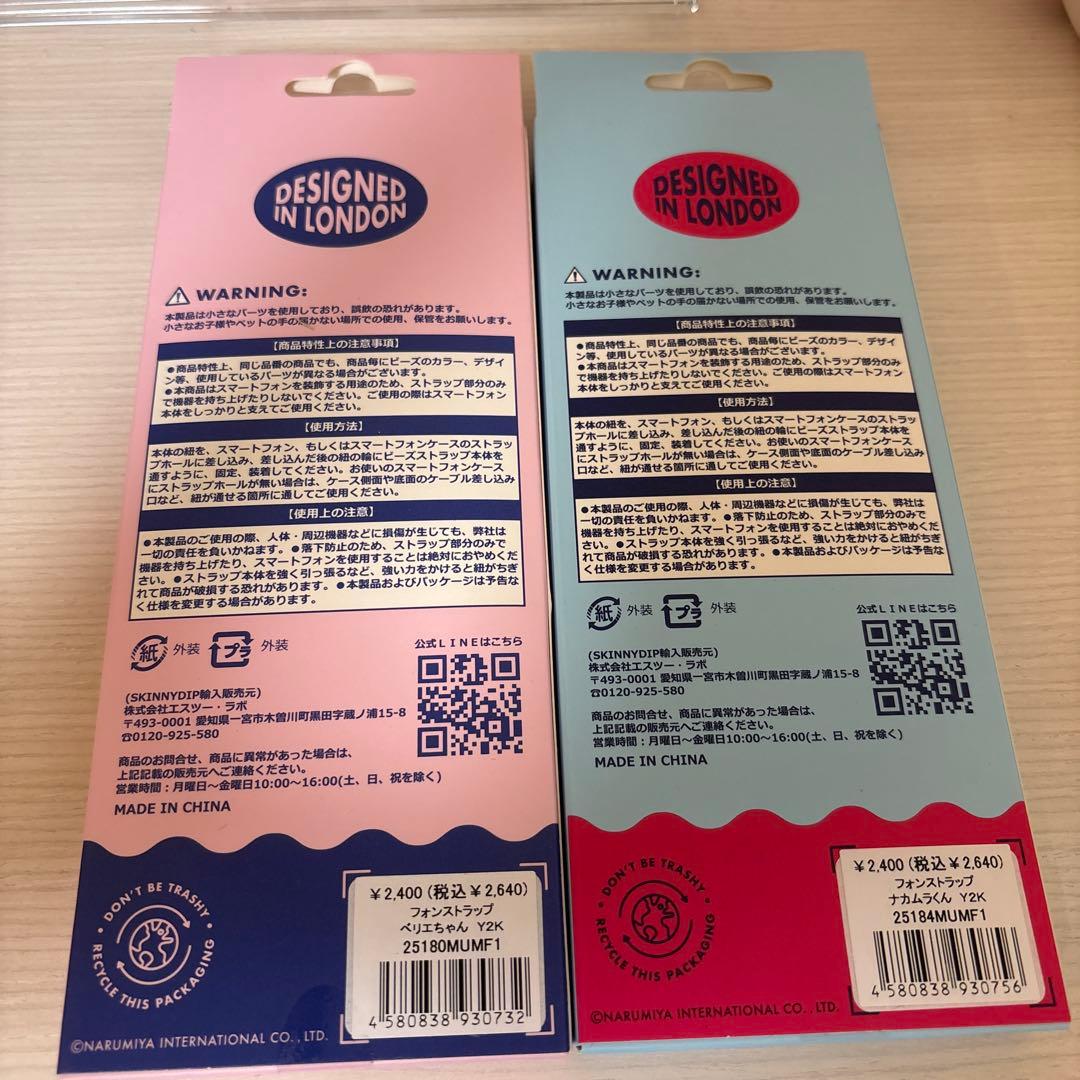 DESIGNED
IN LONDON
WARNING:
本製品は小さなパーツを使用しており、誤飲の恐れがあります。
小さなお子様やペットの手の届かない場所での使用、保管をお願いします。
【商品特性上の注意事項】
●商品特性上、同じ品番の商品でも、商品毎にビーズのカラー、デザイ
ン等、使用しているパーツが異なる場合がございます。
●本商品はスマートフォンを装飾する用途のため、ストラップ部分のみ
で機器を持ち上げたりしないでください。ご使用の際はスマートフォン
本体をしっかりと支えてご使用ください。
【使用方法】
本体の紐を、スマートフォン、もしくはスマートフォンケースのストラッ
プホールに差し込み、差し込んだ後の紐の輪にビーズストラップ本体を
通すように、固定、装着してください。お使いのスマートフォンケース
にストラップホールが無い場合は、ケース側面や底面のケーブル差し込み
口など、紐が通せる箇所に通してご使用ください。
【使用上の注意】
●本製品のご使用の際、人体・周辺機器などに損傷が生じても、弊社は
一切の責任を負いかねます。●落下防止のため、ストラップ部分のみで
機器を持ち上げたり、スマートフォンを使用することは絶対におやめくだ
さい。●ストラップ本体を強く引っ張るなど、強い力をかけると紐がちぎ
れて商品が破損する恐れがあります。●本製品およびパッケージは予告な
く仕様を変更する場合があります。
紙 外装 プラ 外装
公式LINEはこちら
(SKINNYDIP輸入販売元)
株式会社エスツー・ラボ
〒493-0001 愛知県一宮市木曽川町黒田字蔵ノ浦15-8
☎0120-925-580
商品のお問合せ、商品に異常があった場合は、
上記記載の販売元へご連絡ください。
営業時間：月曜日～金曜日10:00～16:00(土、日、祝を除く)
MADE IN CHINA
DON'T BE TRASHY
RECYCLE THIS PACKAGING
￥2,400(税込￥2,640)
フォンストラップ
ベリエちゃん Y2K
25180MUMF1
4 580838 930732
©NARUMIYA INTERNATIONAL CO., LTD.
DESIGNED
IN LONDON
WARNING:
本製品は小さなパーツを使用しており、誤飲の恐れがあります。
小さなお子様やペットの手の届かない場所での使用、保管をお願いします。
【商品特性上の注意事項】
●商品特性上、同じ品番の商品でも、商品毎にビーズのカラー、デザイ
ン等、使用しているパーツが異なる場合がございます。
●本商品はスマートフォンを装飾する用途のため、ストラップ部分のみ
で機器を持ち上げたりしないでください。ご使用の際はスマートフォン
本体をしっかりと支えてご使用ください。
【使用方法】
本体の紐を、スマートフォン、もしくはスマートフォンケースのストラッ
プホールに差し込み、差し込んだ後の紐の輪にビーズストラップ本体を
通すように、固定、装着してください。お使いのスマートフォンケース
にストラップホールが無い場合は、ケース側面や底面のケーブル差し込み
口など、紐が通せる箇所に通してご使用ください。
【使用上の注意】
●本製品のご使用の際、人体・周辺機器などに損傷が生じても、弊社は
一切の責任を負いかねます。●落下防止のため、ストラップ部分のみで
機器を持ち上げたり、スマートフォンを使用することは絶対におやめくだ
さい。●ストラップ本体を強く引っ張るなど、強い力をかけると紐がちぎ
れて商品が破損する恐れがあります。●本製品およびパッケージは予告な
く仕様を変更する場合があります。
紙 外装 プラ 外装
公式LINEはこちら
(SKINNYDIP輸入販売元)
株式会社エスツー・ラボ
〒493-0001 愛知県一宮市木曽川町黒田字蔵ノ浦15-8
☎0120-925-580
商品のお問合せ、商品に異常があった場合は、
上記記載の販売元へご連絡ください。
営業時間：月曜日～金曜日10:00～16:00(土、日、祝を除く)
MADE IN CHINA
DON'T BE TRASHY
RECYCLE THIS PACKAGING
￥2,400(税込￥2,640)
フォンストラップ
ナカムラくん Y2K
25184MUMF1
4 580838 930756
©NARUMIYA INTERNATIONAL CO., LTD.